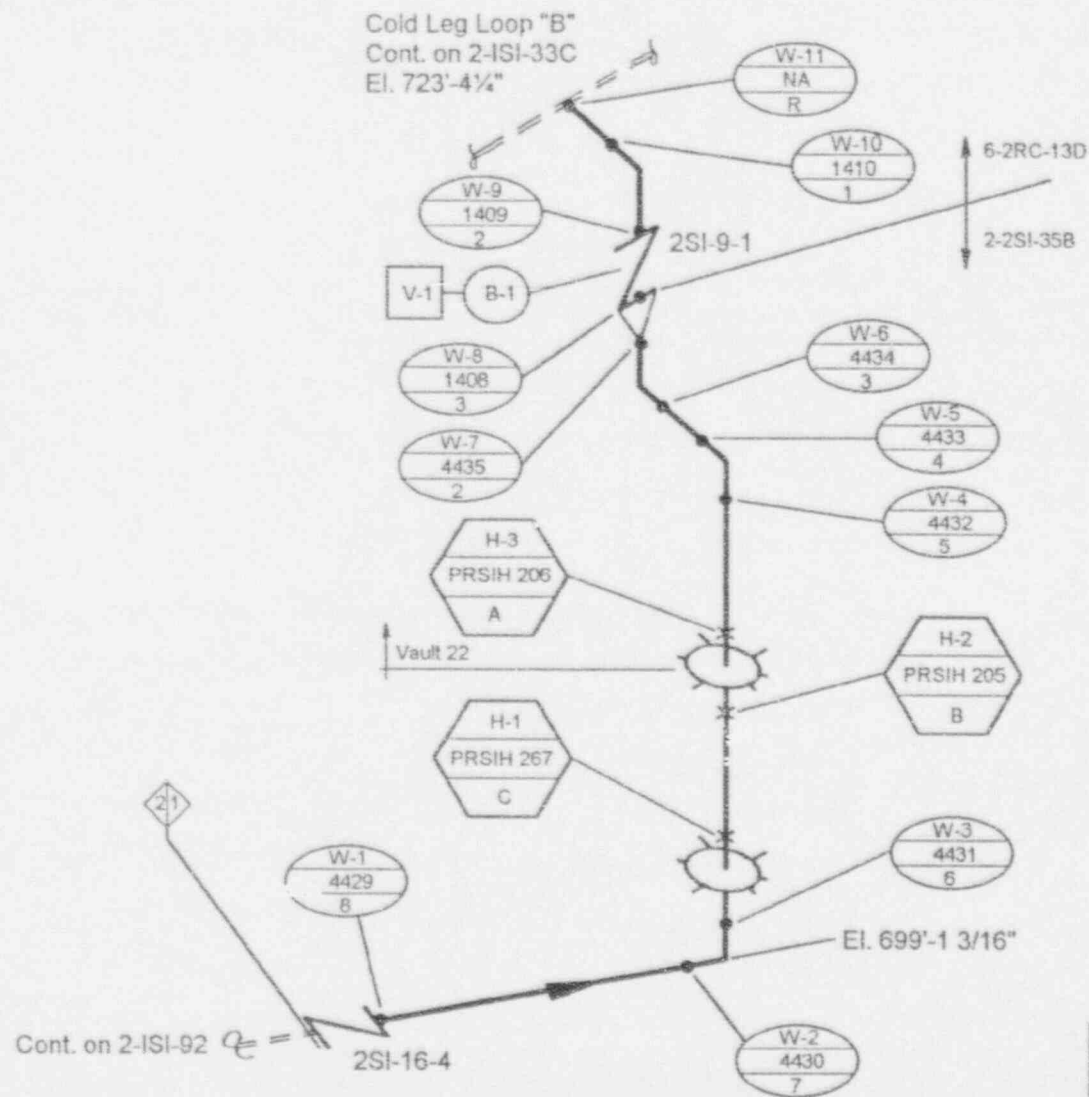 Cold Leg Loop "B"
Cont. on 2-ISI-33C
El. 723'-4¼"
W-11
NA
R
W-10
1410
1
6-2RC-13D
2-2SI-35B
W-9
1409
2
2SI-9-1
V-1
B-1
W-8
1408
3
W-6
4434
3
W-7
4435
2
W-5
4433
4
W-4
4432
5
H-3
PRSIH 206
A
Vault 22
H-2
PRSIH 205
B
H-1
PRSIH 267
C
21
W-1
4429
8
W-3
4431
6
El. 699'-1 3/16"
Cont. on 2-ISI-92
2SI-16-4
W-2
4430
7